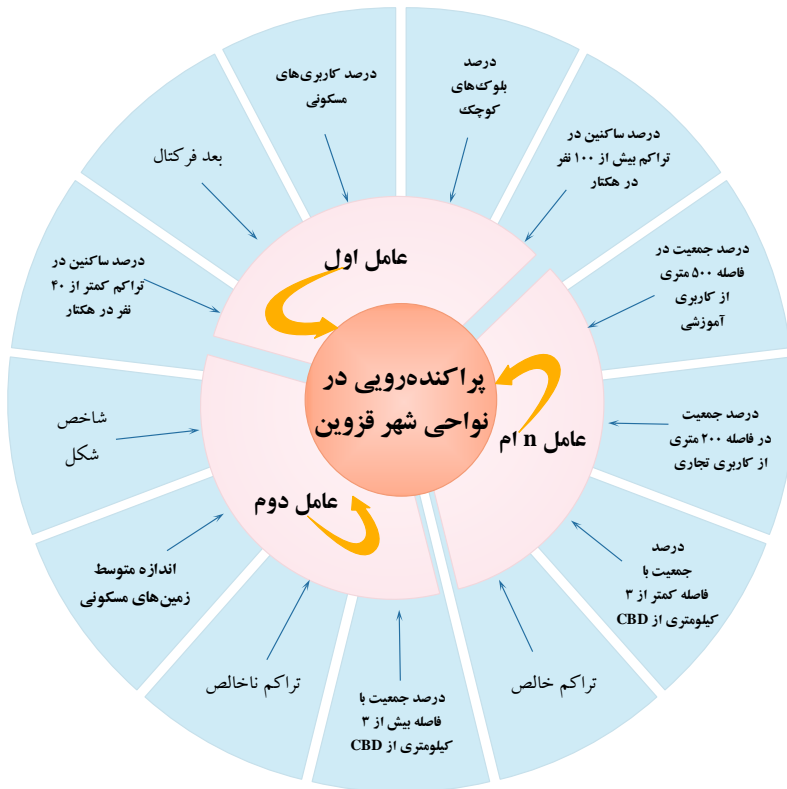 درصد
بلوک‌های
کوچک
درصد ساکنین در
تراکم بیش از ۱۰۰ نفر
در هکتار
درصد جمعیت در
فاصله ۵۰۰ متری
از کاربری
آموزشی
درصد جمعیت
در فاصله ۲۰۰ متری
از کاربری تجاری
درصد
جمعیت با
فاصله کمتر از ۳
کیلومتری از CBD
تراکم خالص
درصد جمعیت با
فاصله بیش از ۳
کیلومتری از CBD
تراکم ناخالص
اندازه متوسط
زمین‌های مسکونی
شاخص
شکل
درصد ساکنین در
تراکم کمتر از ۴۰
نفر در هکتار
بعد فرکتال
درصد کاربری‌های
مسکونی
عامل اول
عامل n ام
عامل دوم
پراکنده‌رویی در
نواحی شهر قزوین